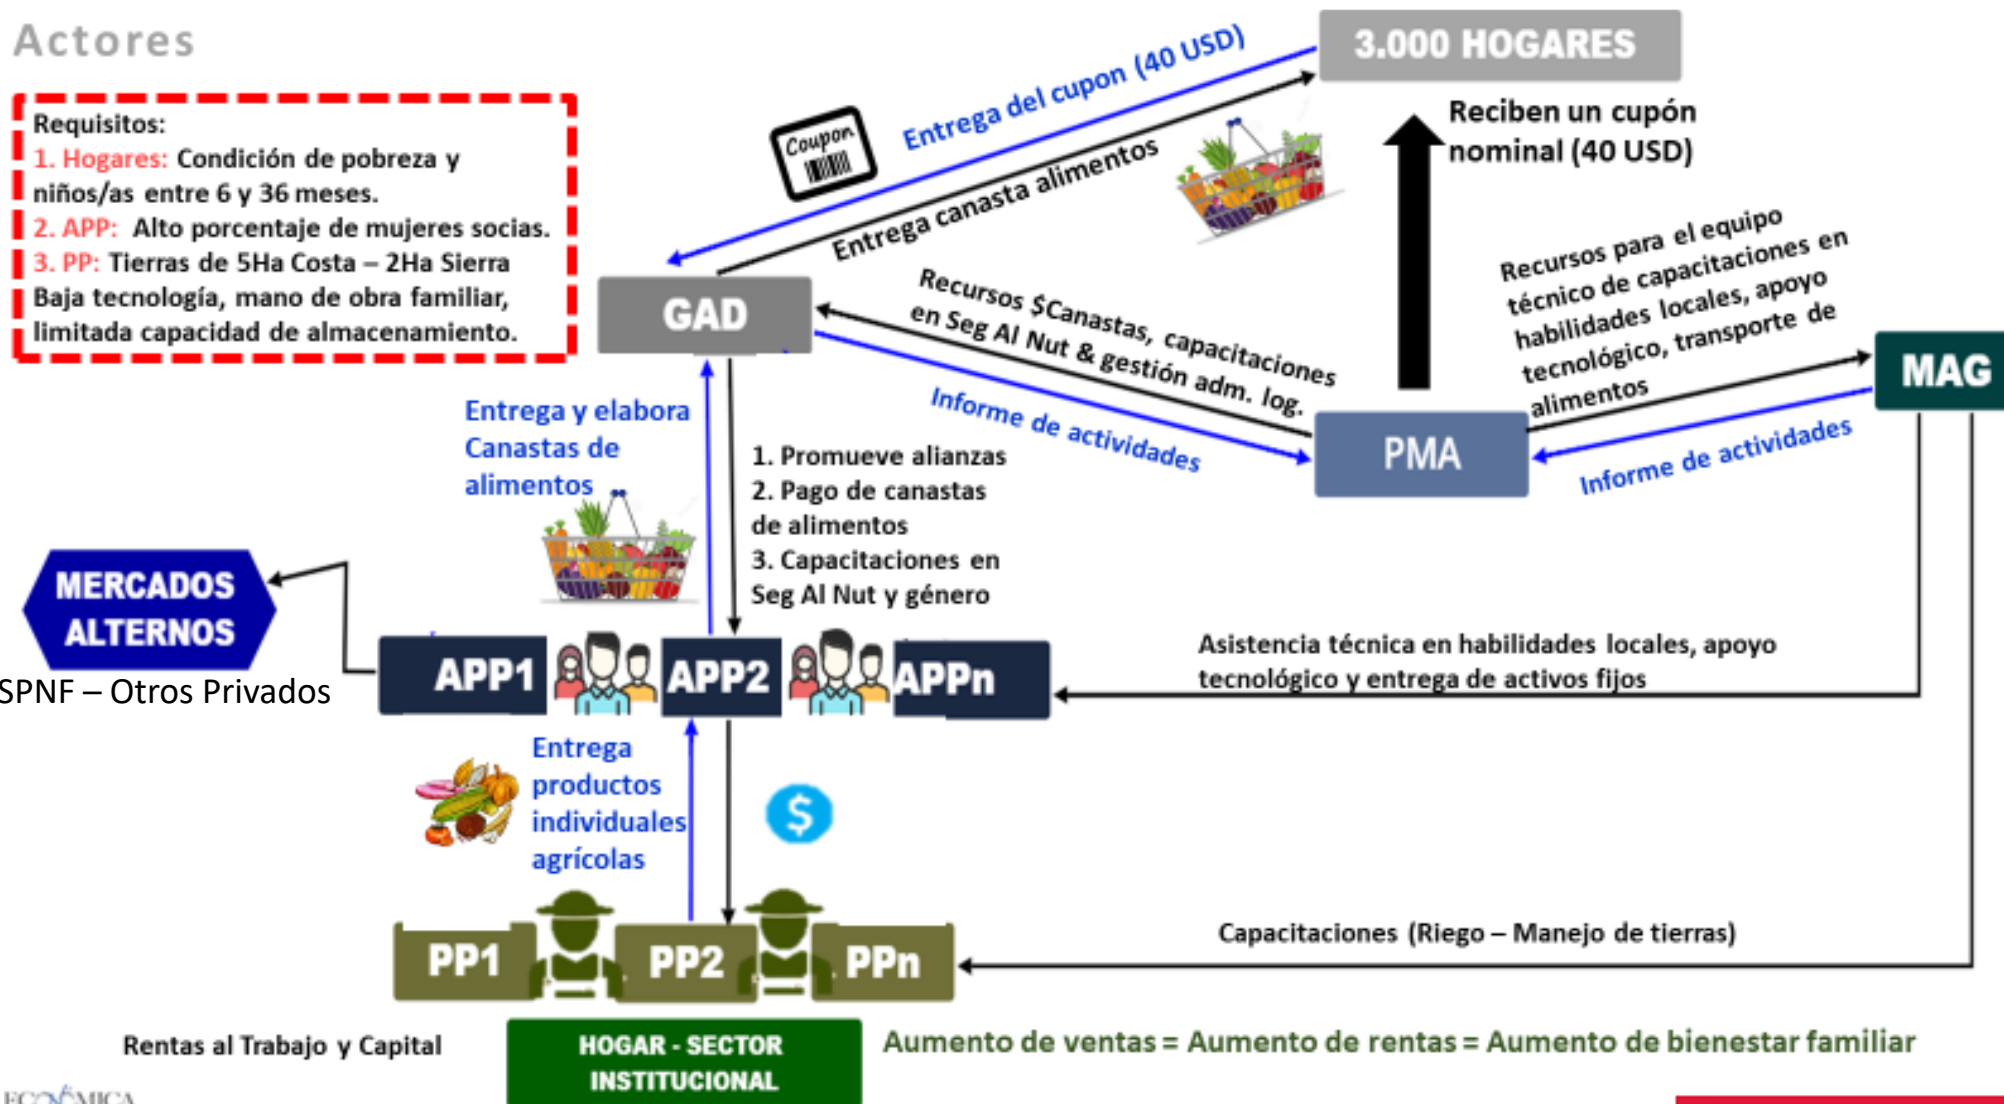 Actores
Requisitos:
1. Hogares: Condición de pobreza y
niños/as entre 6 y 36 meses.
2. APP: Alto porcentaje de mujeres socias.
3. PP: Tierras de 5Ha Costa – 2Ha Sierra
Baja tecnología, mano de obra familiar,
limitada capacidad de almacenamiento.
3.000 HOGARES
Reciben un cupón
nominal (40 USD)
Entrega del cupon (40 USD)
Coupon
Entrega canasta alimentos
GAD
Recursos $Canastas, capacitaciones
en Seg Al Nut & gestión adm. log.
Informe de actividades
PMA
Recursos para el equipo
técnico de capacitaciones en
habilidades locales, apoyo
tecnológico, transporte de
alimentos
Informe de actividades
MAG
Entrega y elabora
Canastas de
alimentos
1. Promueve alianzas
2. Pago de canastas
de alimentos
3. Capacitaciones en
Seg Al Nut y género
MERCADOS
ALTERNOS
SPNF – Otros Privados
APP1
APP2
APPn
Asistencia técnica en habilidades locales, apoyo
tecnológico y entrega de activos fijos
Entrega
productos
individuales
agrícolas
$
PP1
PP2
PPn
Capacitaciones (Riego – Manejo de tierras)
Rentas al Trabajo y Capital
HOGAR - SECTOR
INSTITUCIONAL
Aumento de ventas = Aumento de rentas = Aumento de bienestar familiar
ECONÓMICA